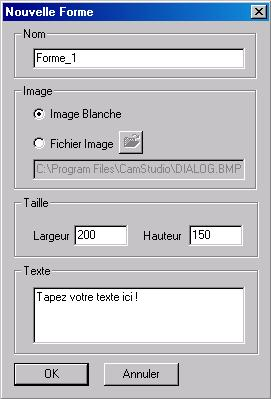 Nouvelle Forme
Nom
Forme_1
Image
Image Blanche
Fichier Image
C:\Program Files\CamStudio\DIALOG.BMP
Taille
Largeur 200 Hauteur 150
Texte
Tapez votre texte ici !
OK Annuler